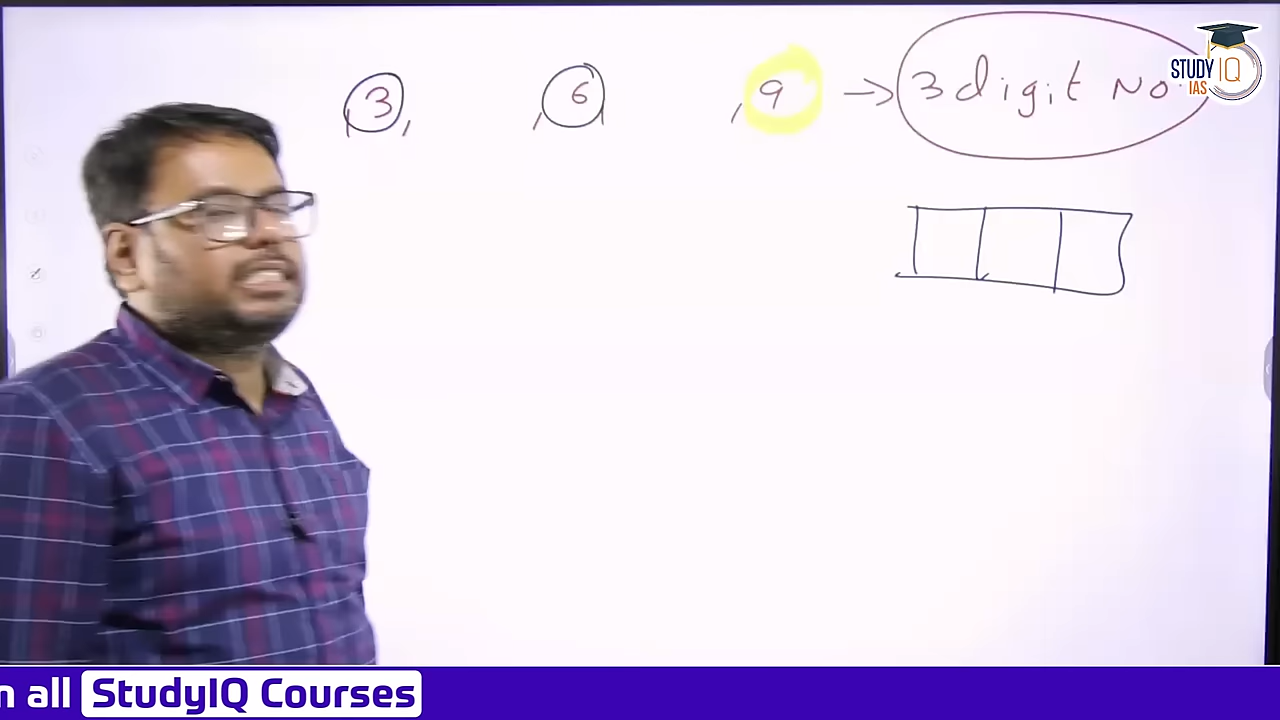 3, 6, 9 → 3 digit No.
STUDY IQ
IAS
n all StudyIQ Courses